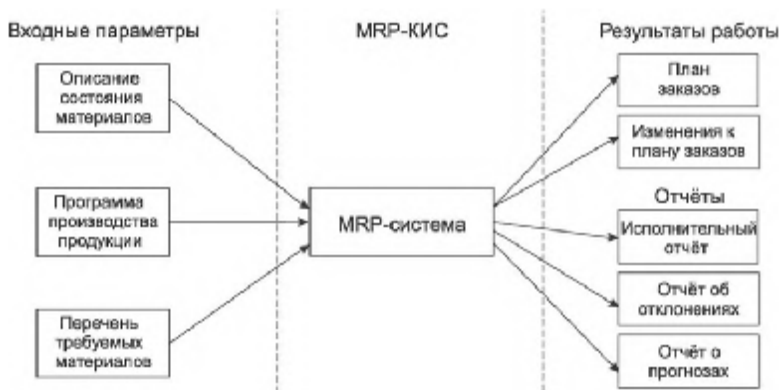 Входные параметры
MRP-КИС
Результаты работы
Описание
состояния
материалов
Программа
производства
продукции
Перечень
требуемых
материалов
MRP-система
План
заказов
Изменения к
плану заказов
Отчёты
Исполнительный
отчёт
Отчёт об
отклонениях
Отчёт о
прогнозах